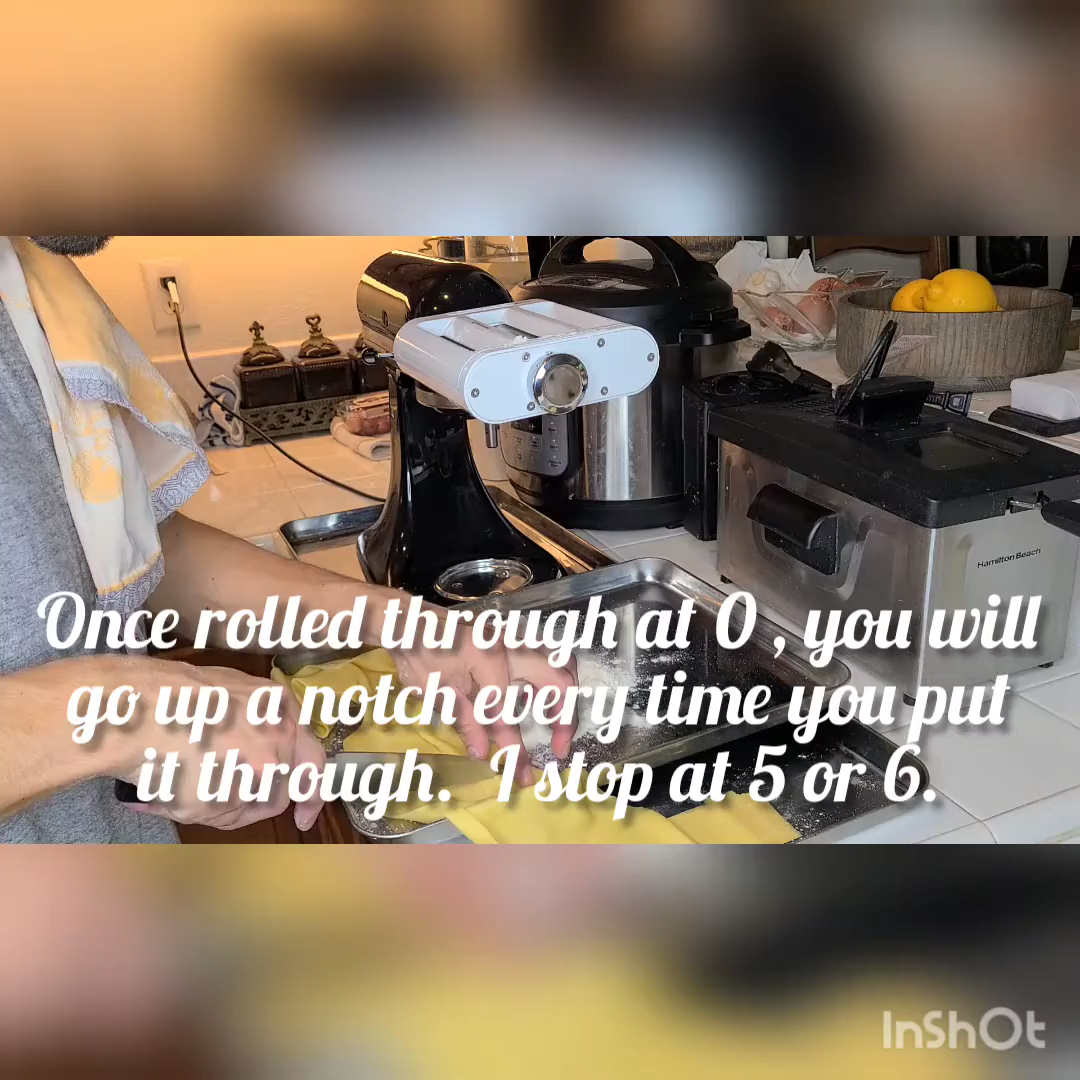 Hamilton Beach
Once rolled through at 0 , you will
go up a notch every time you put
it through.  I stop at 5 or 6.
InShOt